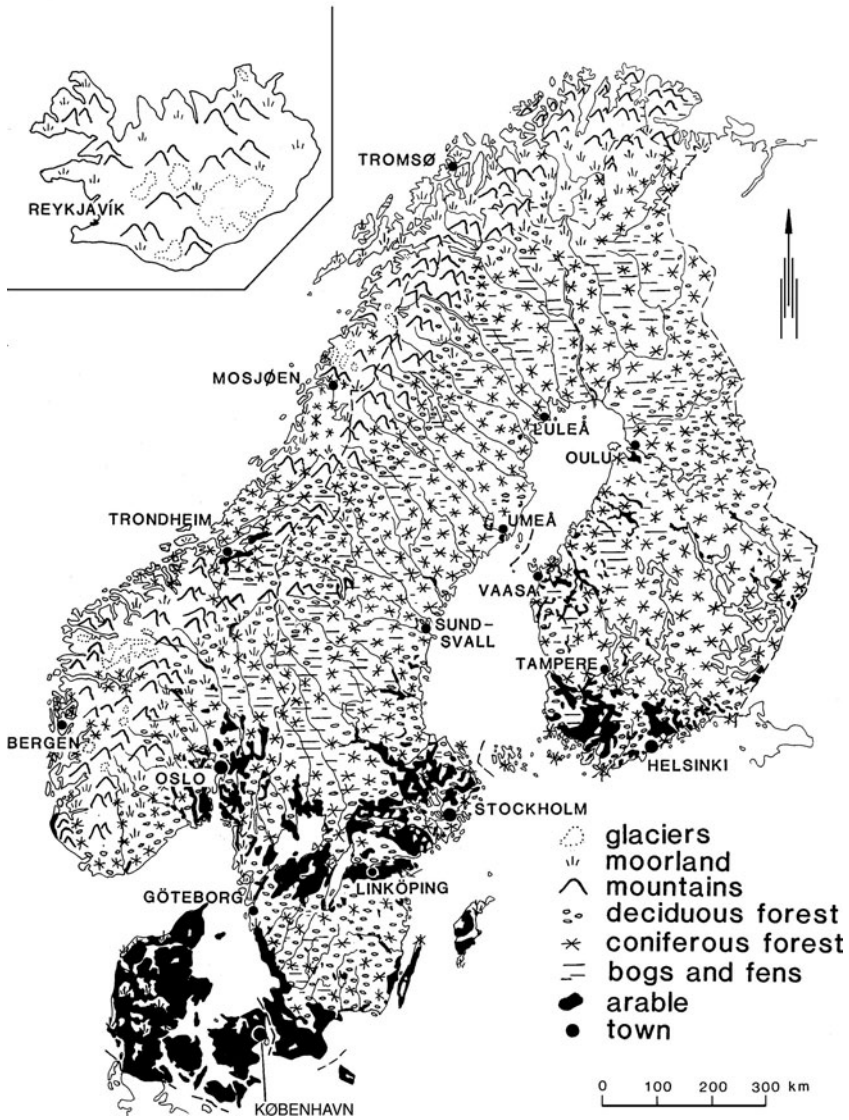 REYKJAVÍK
TROMSØ
MOSJØEN
LULEÅ
OULU
TRONDHEIM
UMEÅ
VAASA
SUND-
SVALL
TAMPERE
BERGEN
OSLO
HELSINKI
STOCKHOLM
GÖTEBORG
LINKÖPING
glaciers
moorland
mountains
deciduous forest
coniferous forest
bogs and fens
arable
town
0 100 200 300 km
KØBENHAVN